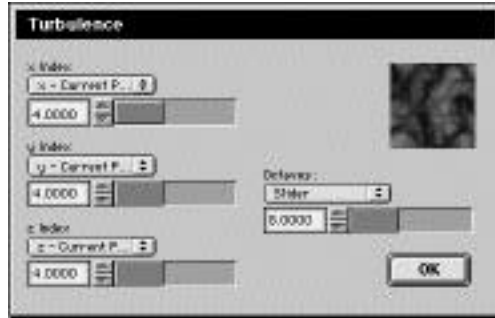 Turbulence
x Index:
x - Current P...
4.0000
y Index:
y - Current P...
4.0000
z Index
z - Current P...
4.0000
Octaves:
Slider
8.0000
OK